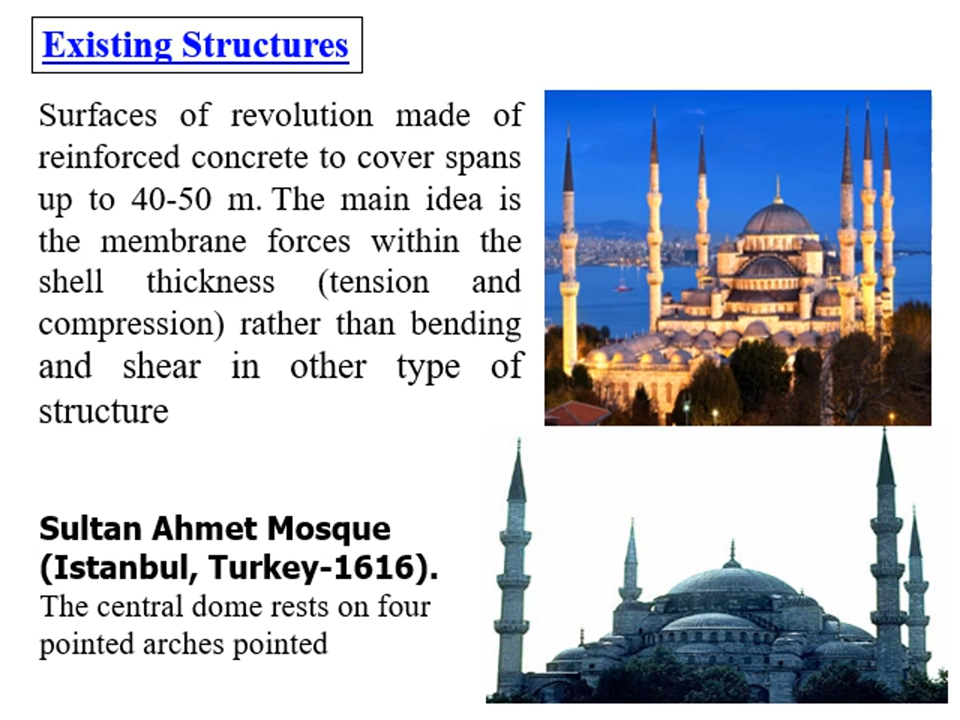 Existing Structures
Surfaces of revolution made of
reinforced concrete to cover spans
up to 40-50 m. The main idea is
the membrane forces within the
shell thickness (tension and
compression) rather than bending
and shear in other type of
structure
Sultan Ahmet Mosque
(Istanbul, Turkey-1616).
The central dome rests on four
pointed arches pointed